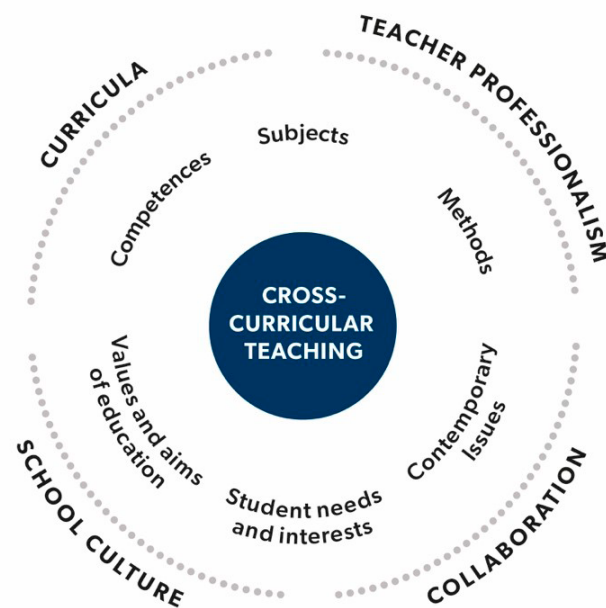 CURRICULA
TEACHER PROFESSIONALISM
Subjects
Competences
Methods
CROSS-
CURRICULAR
TEACHING
Values and aims
of education
Contemporary
Issues
Student needs
and interests
SCHOOL CULTURE
COLLABORATION